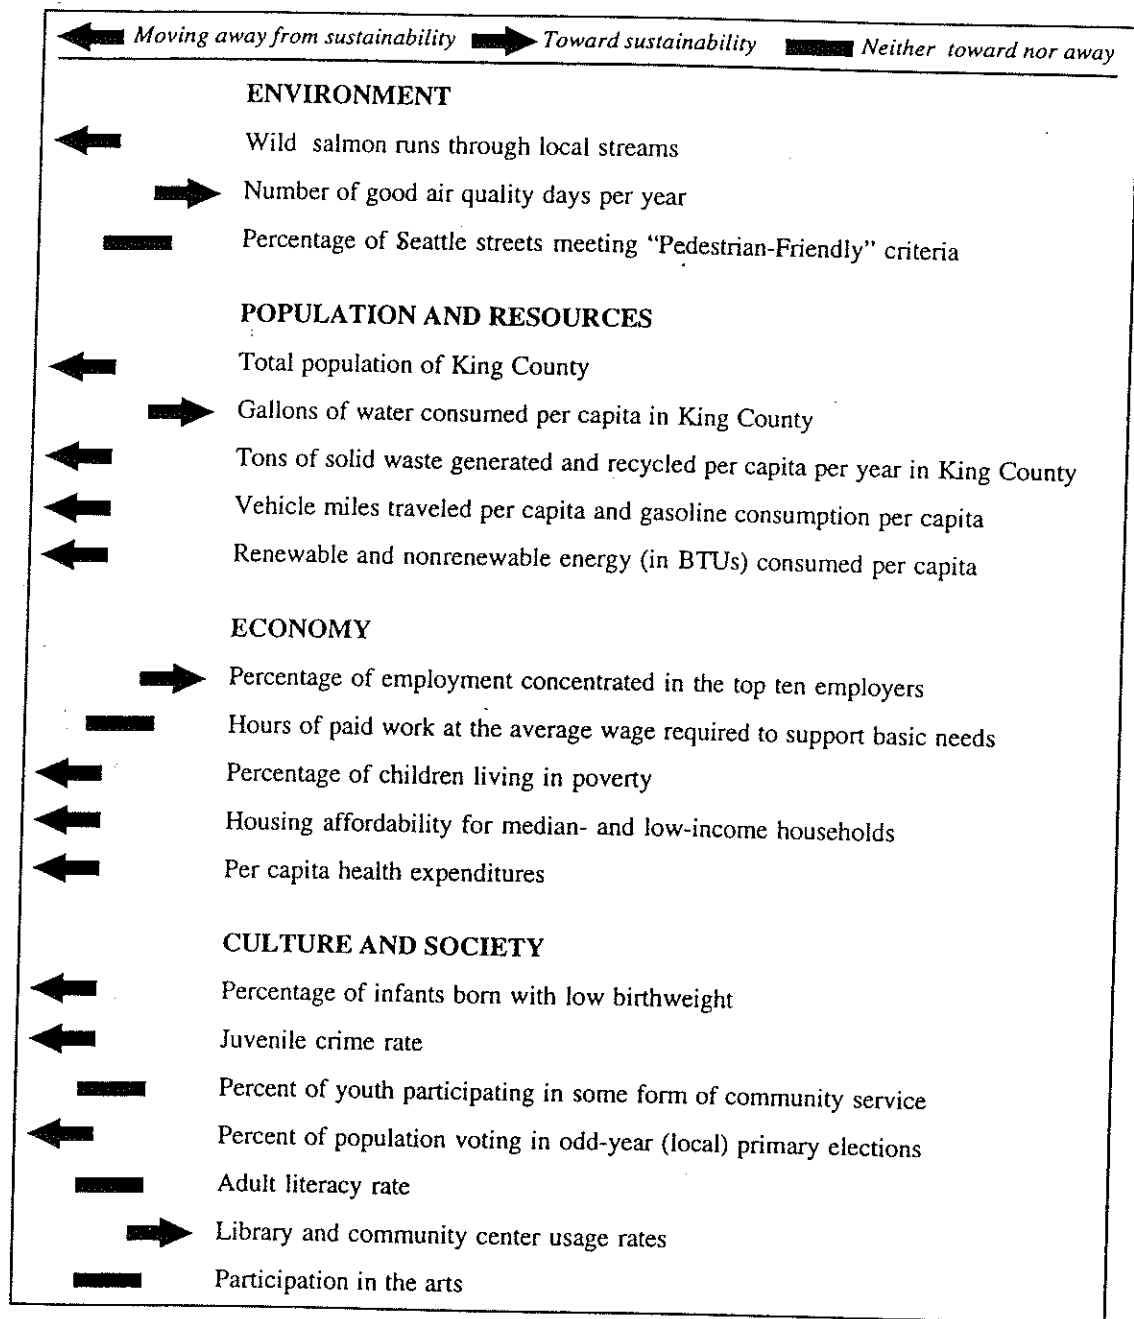 Moving away from sustainability Toward sustainability Neither toward nor away
ENVIRONMENT
Wild salmon runs through local streams
Number of good air quality days per year
Percentage of Seattle streets meeting “Pedestrian-Friendly” criteria
POPULATION AND RESOURCES
Total population of King County
Gallons of water consumed per capita in King County
Tons of solid waste generated and recycled per capita per year in King County
Vehicle miles traveled per capita and gasoline consumption per capita
Renewable and nonrenewable energy (in BTUs) consumed per capita
ECONOMY
Percentage of employment concentrated in the top ten employers
Hours of paid work at the average wage required to support basic needs
Percentage of children living in poverty
Housing affordability for median- and low-income households
Per capita health expenditures
CULTURE AND SOCIETY
Percentage of infants born with low birthweight
Juvenile crime rate
Percent of youth participating in some form of community service
Percent of population voting in odd-year (local) primary elections
Adult literacy rate
Library and community center usage rates
Participation in the arts